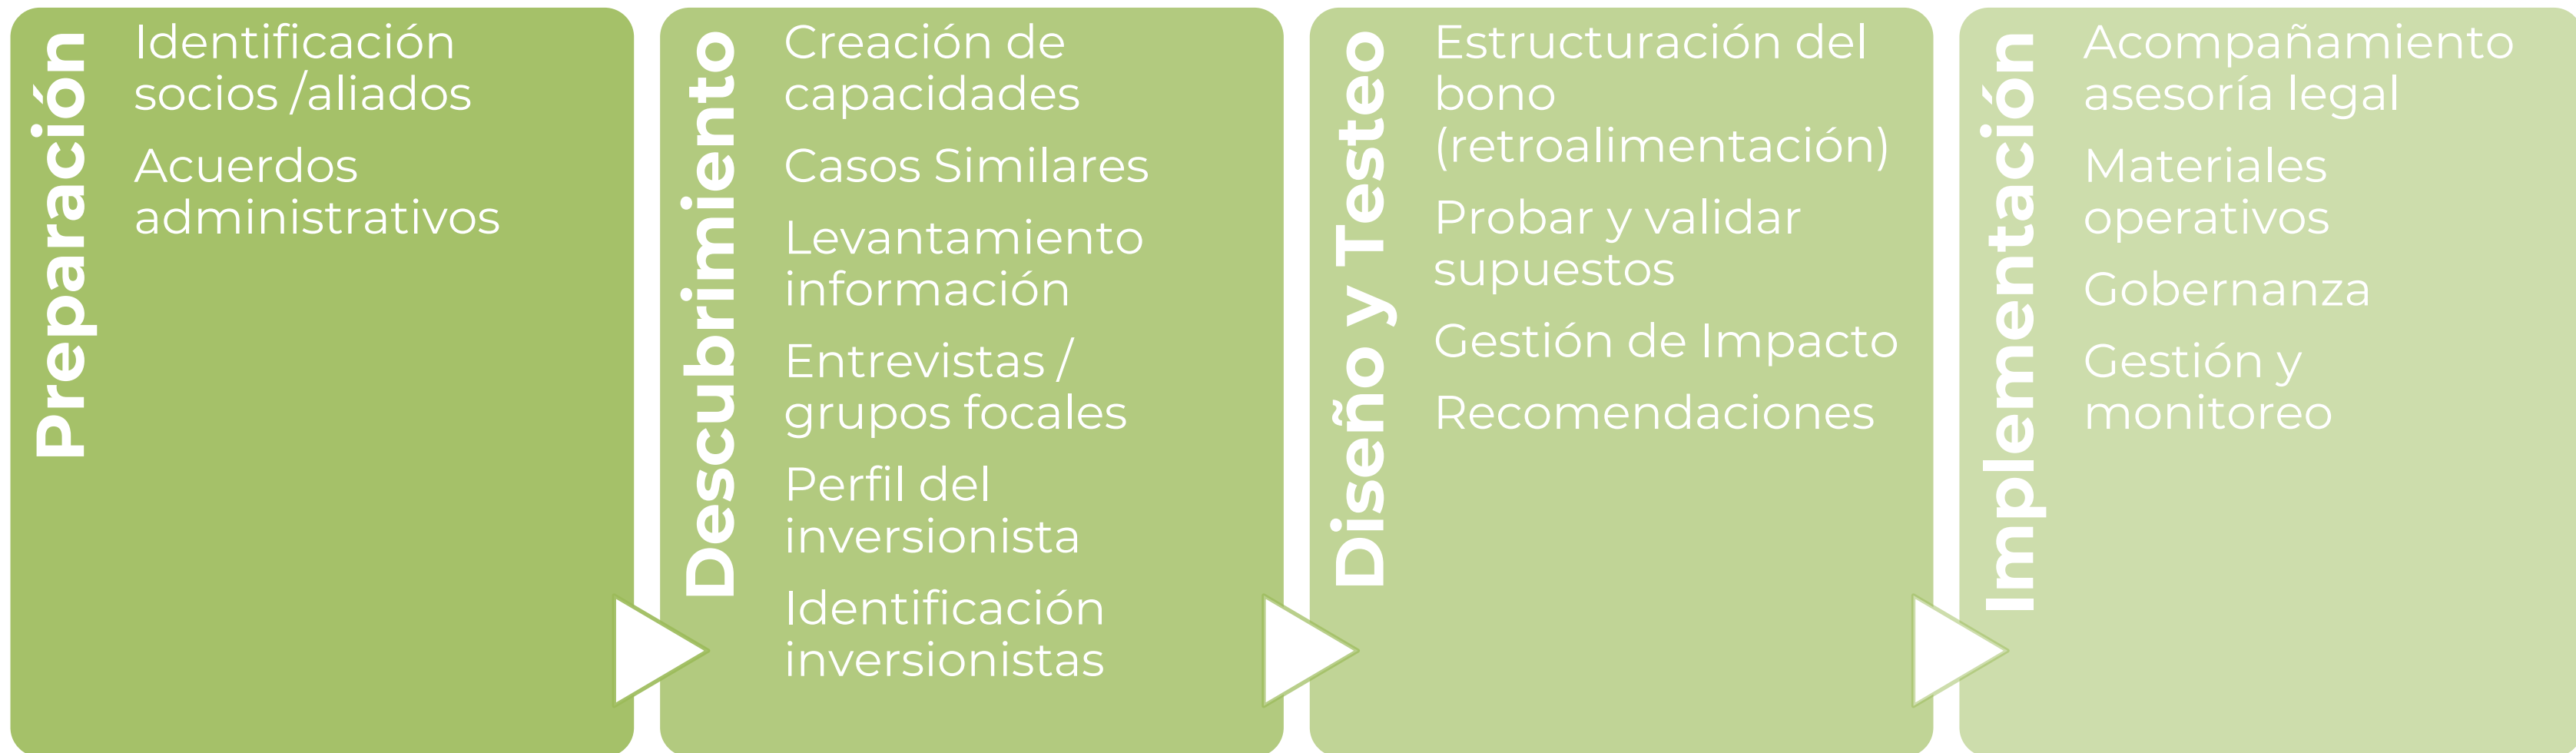 Preparación
Identificación
socios /aliados
Acuerdos
administrativos
Descubrimiento
Creación de
capacidades
Casos Similares
Levantamiento
información
Entrevistas /
grupos focales
Perfil del
inversionista
Identificación
inversionistas
Diseño y Testeo
Estructuración del
bono
(retroalimentación)
Probar y validar
supuestos
Gestión de Impacto
Recomendaciones
Implementación
Acompañamiento
asesoría legal
Materiales
operativos
Gobernanza
Gestión y
monitoreo